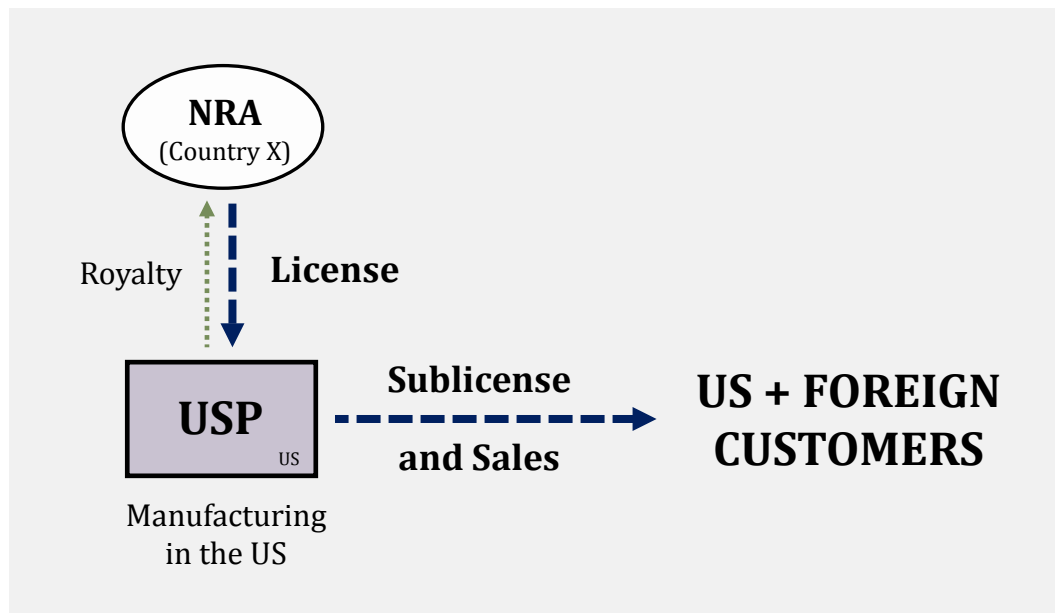 NRA
(Country X)
Royalty
License
USP
US
Manufacturing
in the US
Sublicense
and Sales
US + FOREIGN
CUSTOMERS